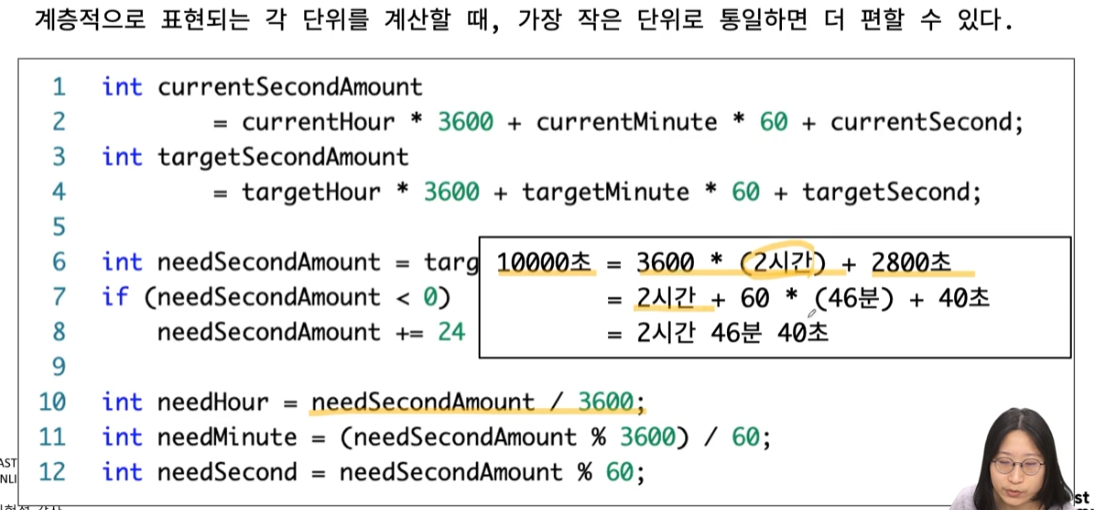 계층적으로 표현되는 각 단위를 계산할 때, 가장 작은 단위로 통일하면 더 편할 수 있다.
1 int currentSecondAmount
2 = currentHour * 3600 + currentMinute * 60 + currentSecond;
3 int targetSecondAmount
4 = targetHour * 3600 + targetMinute * 60 + targetSecond;
5
6 int needSecondAmount = targ 10000초 = 3600 * (2시간) + 2800초
7 if (needSecondAmount < 0) = 2시간 + 60 * (46분) + 40초
8 needSecondAmount += 24 = 2시간 46분 40초
9
10 int needHour = needSecondAmount / 3600;
11 int needMinute = (needSecondAmount % 3600) / 60;
12 int needSecond = needSecondAmount % 60;
AST
NLI
st